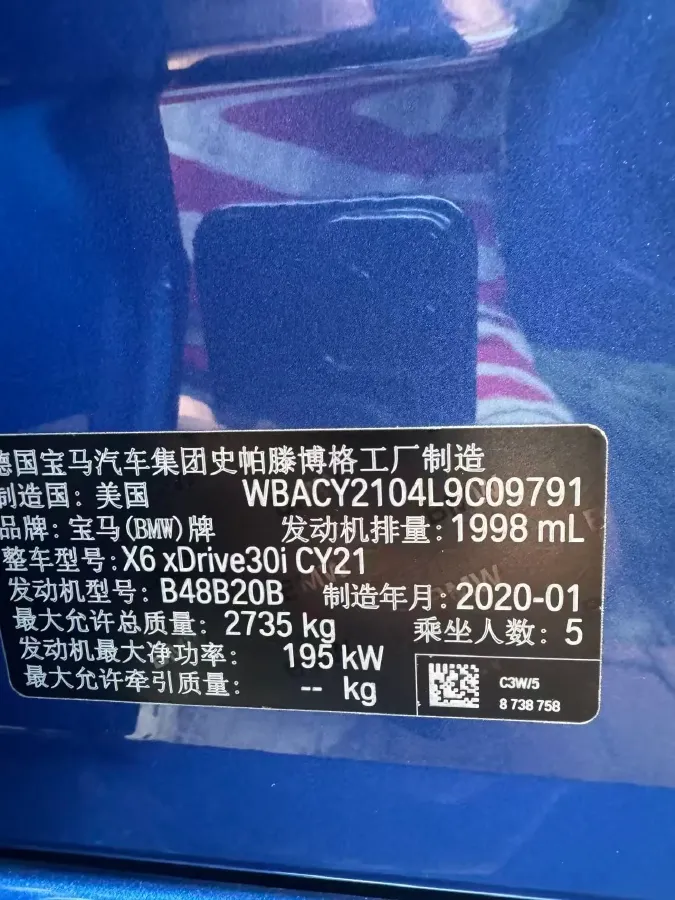 德国宝马汽车集团史帕滕博格工厂制造
制造国: 美国 WBACY2104L9C09791
品牌: 宝马(BMW)牌 发动机排量: 1998 mL
整车型号: X6 xDrive30i CY21
发动机型号: B48B20B 制造年月: 2020-01
最大允许总质量: 2735 kg 乘坐人数: 5
发动机最大净功率: 195 kW
最大允许牵引质量: -- kg
C3W/5
8 738 758